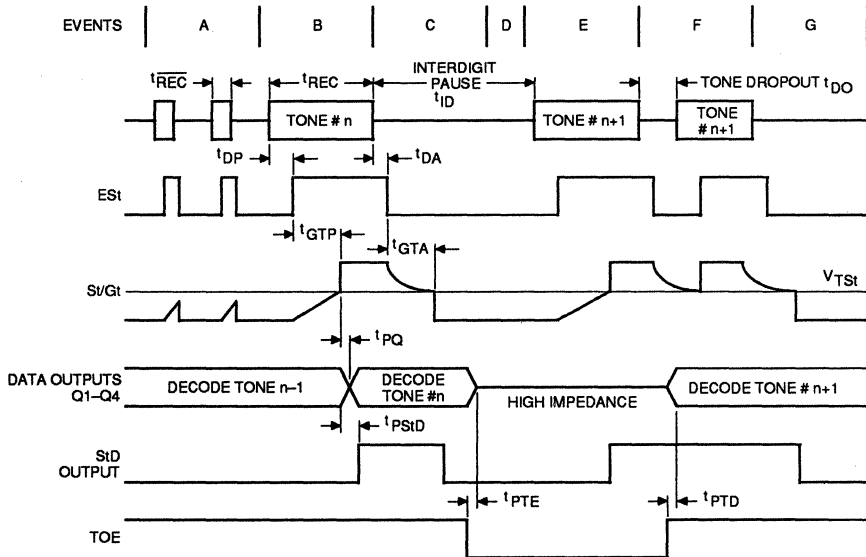 EVENTS A B C D E F G
tREC tREC INTERDIGIT PAUSE tID TONE DROPOUT tDO
TONE # n TONE # n+1 TONE # n+1
tDP tDA
ESt
tGTP tGTA
St/Gt VTSt
tPQ
DATA OUTPUTS Q1–Q4 DECODE TONE n–1 DECODE TONE #n HIGH IMPEDANCE DECODE TONE # n+1
tPStD
StD OUTPUT
tPTE tPTD
TOE